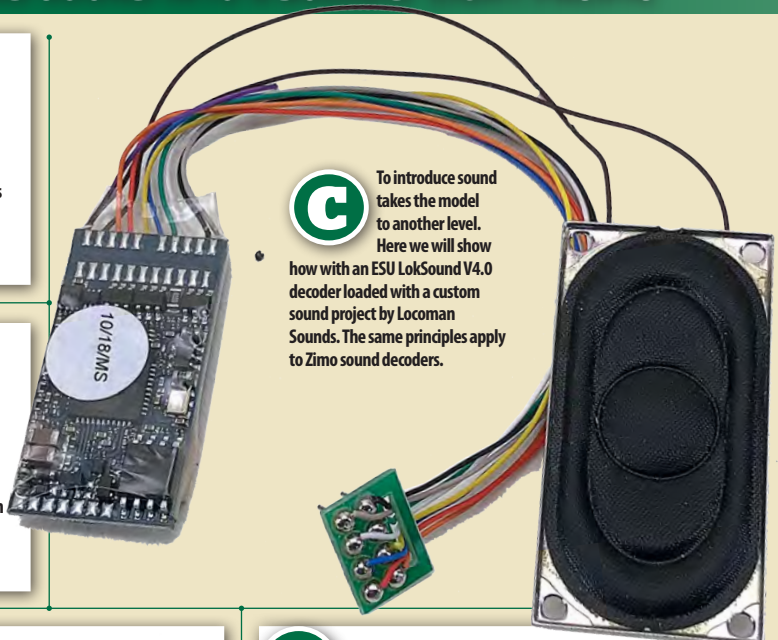 C
To introduce sound
takes the model
to another level.
Here we will show
how with an ESU LokSound V4.0
decoder loaded with a custom
sound project by Locoman
Sounds. The same principles apply
to Zimo sound decoders.
10/18/MS
s
n